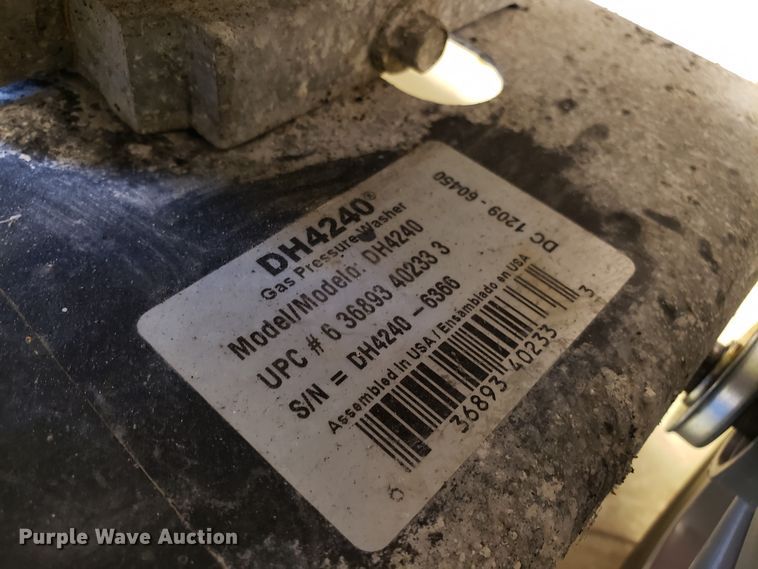 DH4240®
Gas Pressure Washer
Model/Modelo: DH4240
UPC # 6 36893 40233 3
S/N = DH4240 - 6366
Assembled in USA / Ensamblado en USA
6 36893 40233 3
DC 1209 - 60450
Purple Wave Auction®